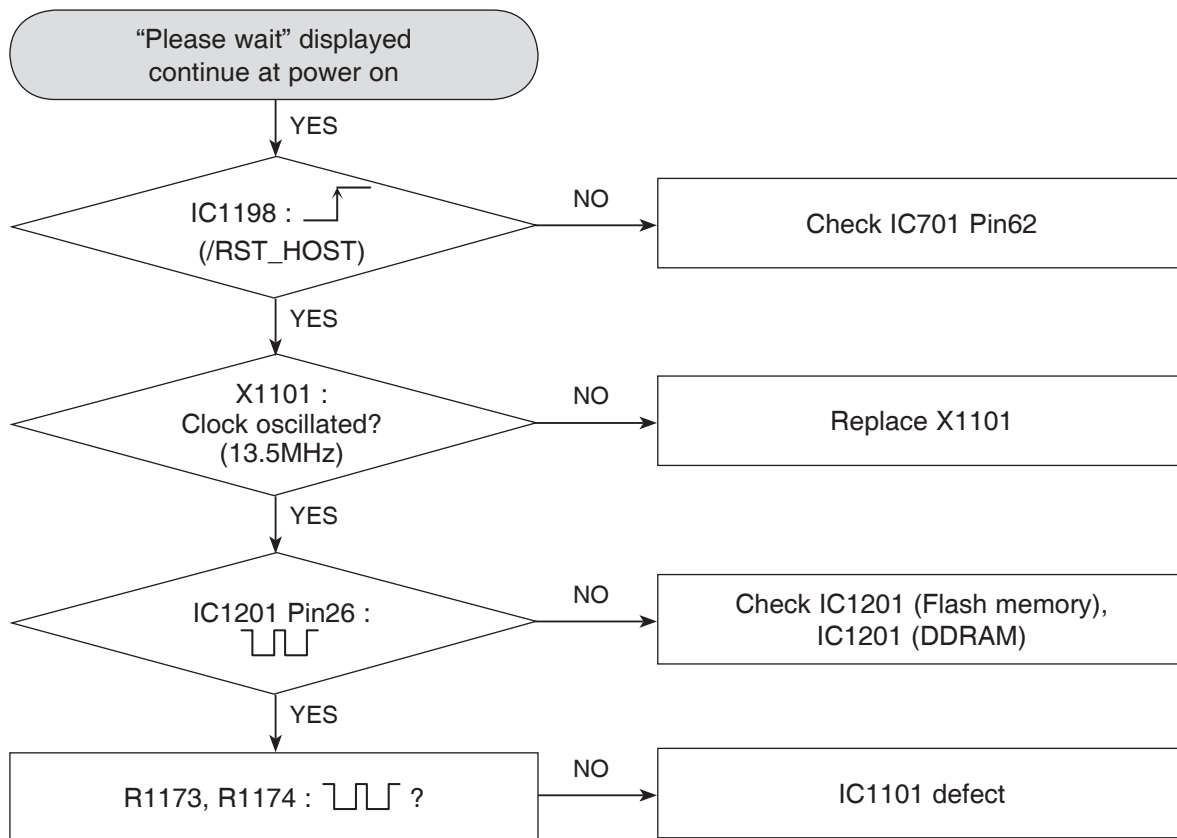 “Please wait” displayed
continue at power on
YES
IC1198 :
(/RST_HOST)
NO
Check IC701 Pin62
YES
X1101 :
Clock oscillated?
(13.5MHz)
NO
Replace X1101
YES
IC1201 Pin26 :
NO
Check IC1201 (Flash memory),
IC1201 (DDRAM)
YES
R1173, R1174 : ?
NO
IC1101 defect